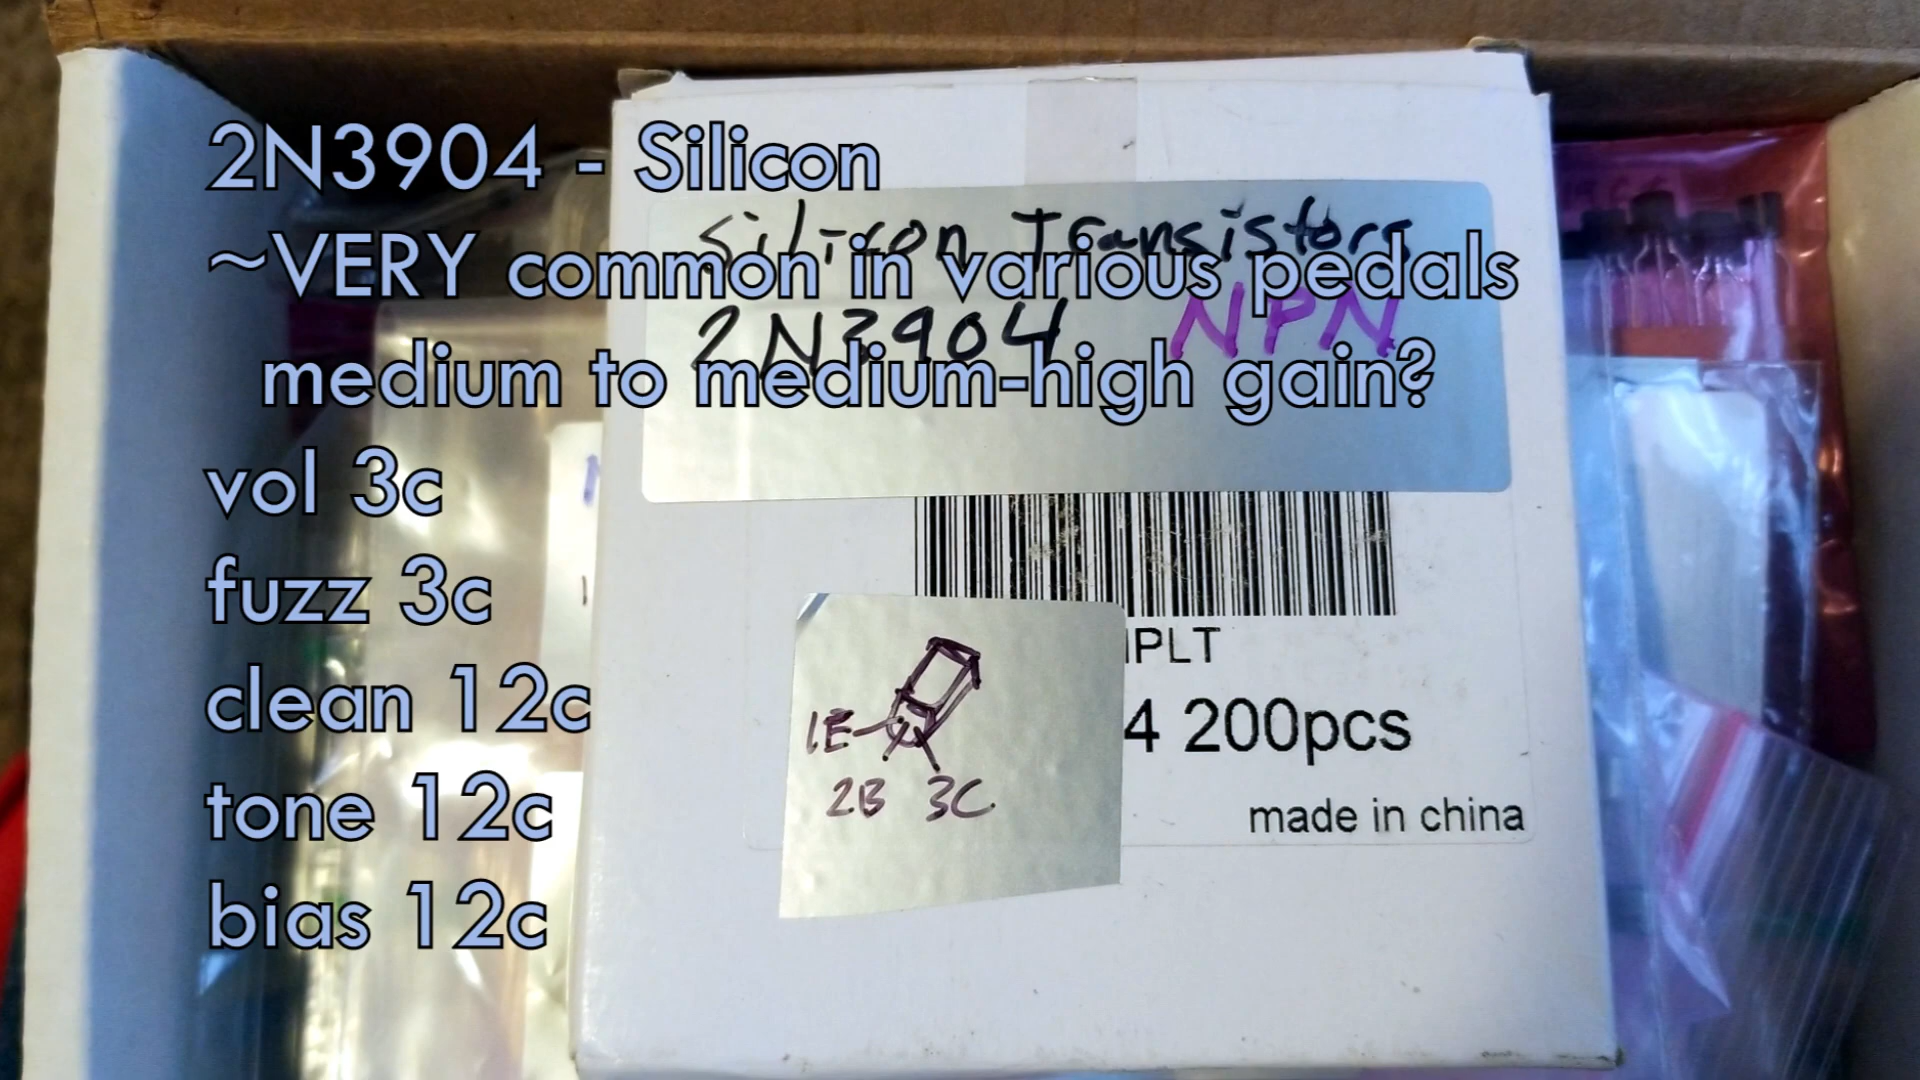 2N3904 - Silicon
~VERY common in various pedals
medium to medium-high gain?
vol 3c
fuzz 3c
clean 12c
tone 12c
bias 12c
Silicon Transistors
2N3904 NPN
IPLT
4 200pcs
made in china
1E
2B 3C